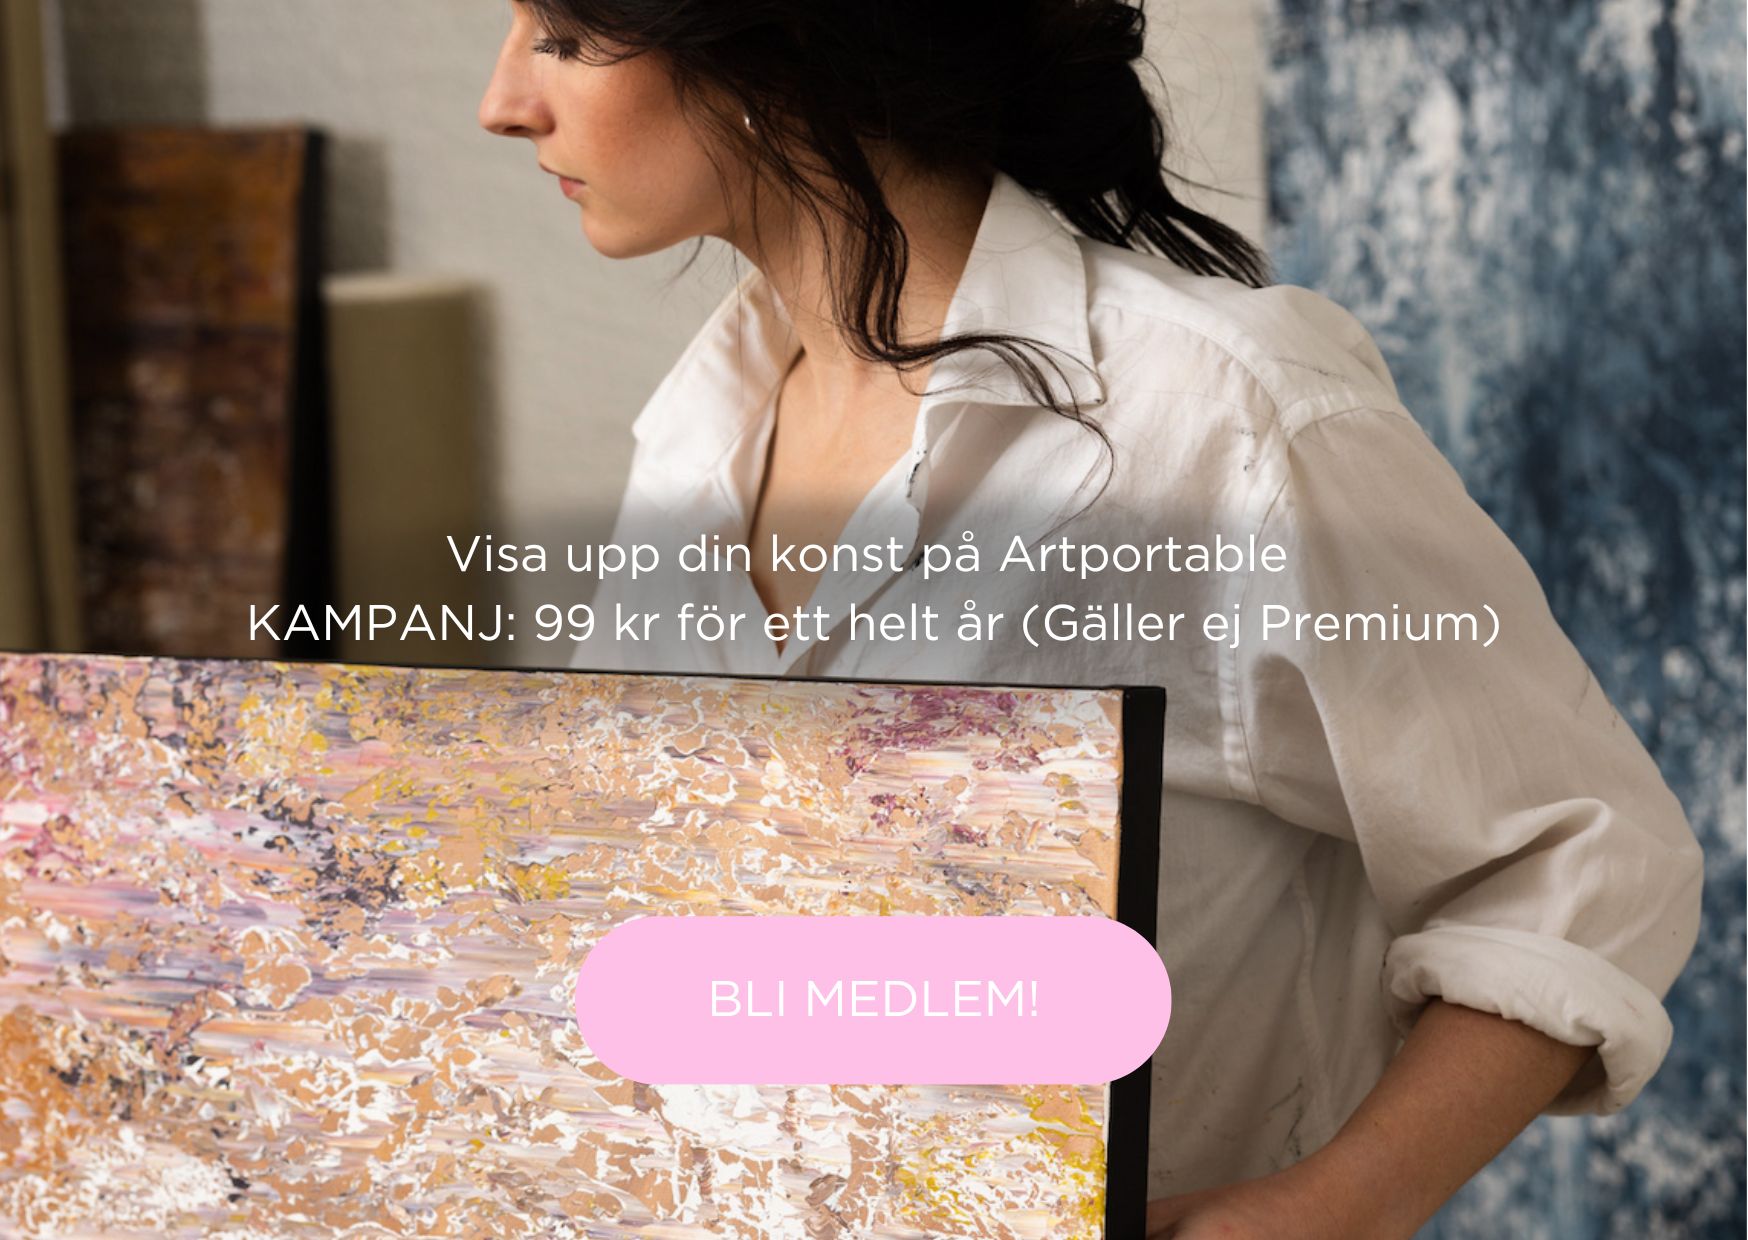 Visa upp din konst på Artportable
KAMPANJ: 99 kr för ett helt år (Gäller ej Premium)
BLI MEDLEM!